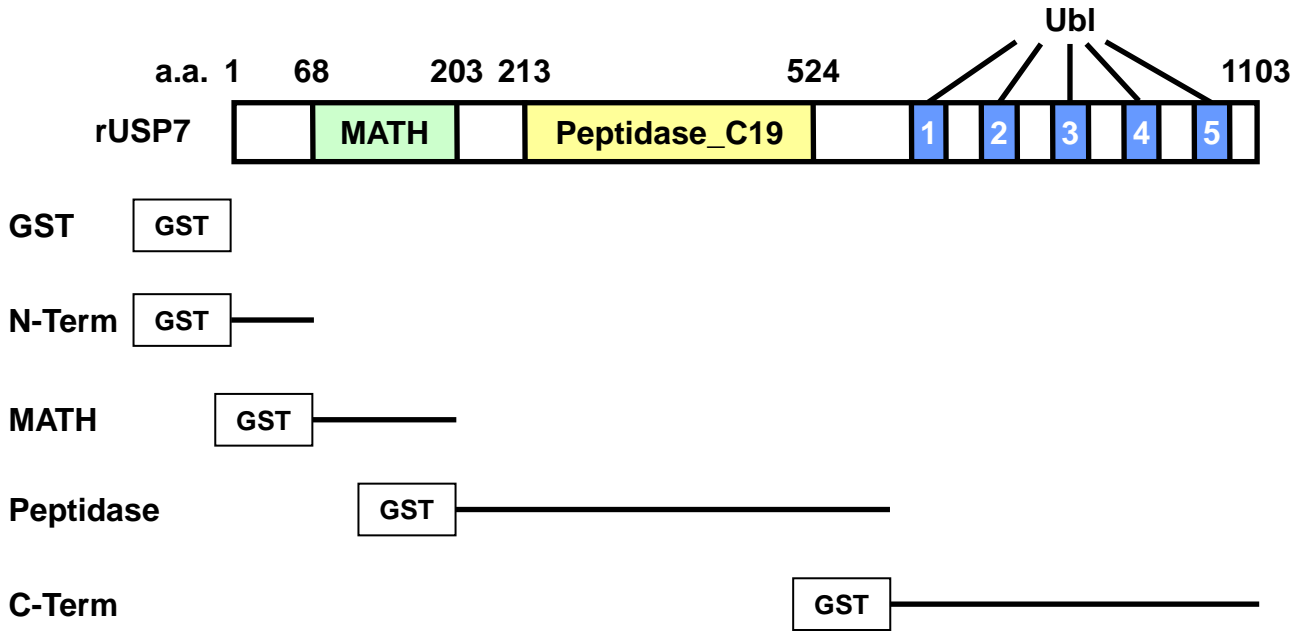 Ubl
a.a. 1 68 203 213 524 1103
rUSP7 MATH Peptidase_C19 1 2 3 4 5
GST GST
N-Term GST
MATH GST
Peptidase GST
C-Term GST